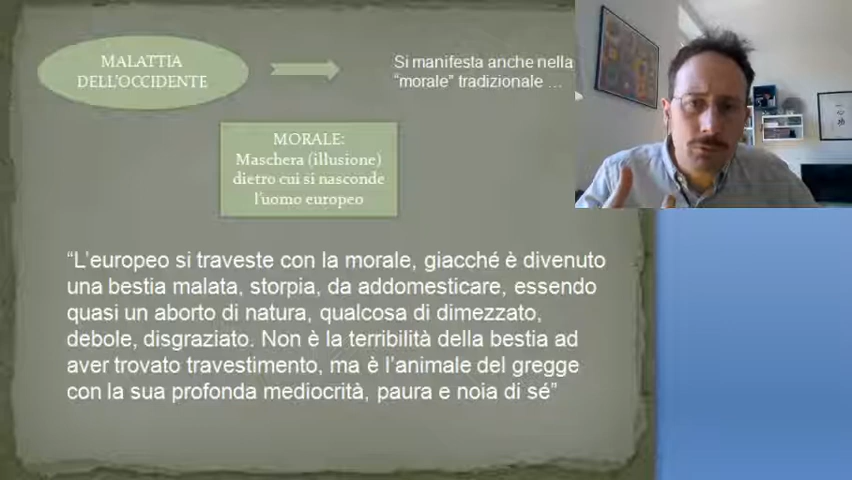 MALATTIA
DELL'OCCIDENTE
Si manifesta anche nella
“morale” tradizionale ...
MORALE:
Maschera (illusione)
dietro cui si nasconde
l'uomo europeo
“L'europeo si traveste con la morale, giacché è divenuto
una bestia malata, storpia, da addomesticare, essendo
quasi un aborto di natura, qualcosa di dimezzato,
debole, disgraziato. Non è la terribilità della bestia ad
aver trovato travestimento, ma è l'animale del gregge
con la sua profonda mediocrità, paura e noia di sé”